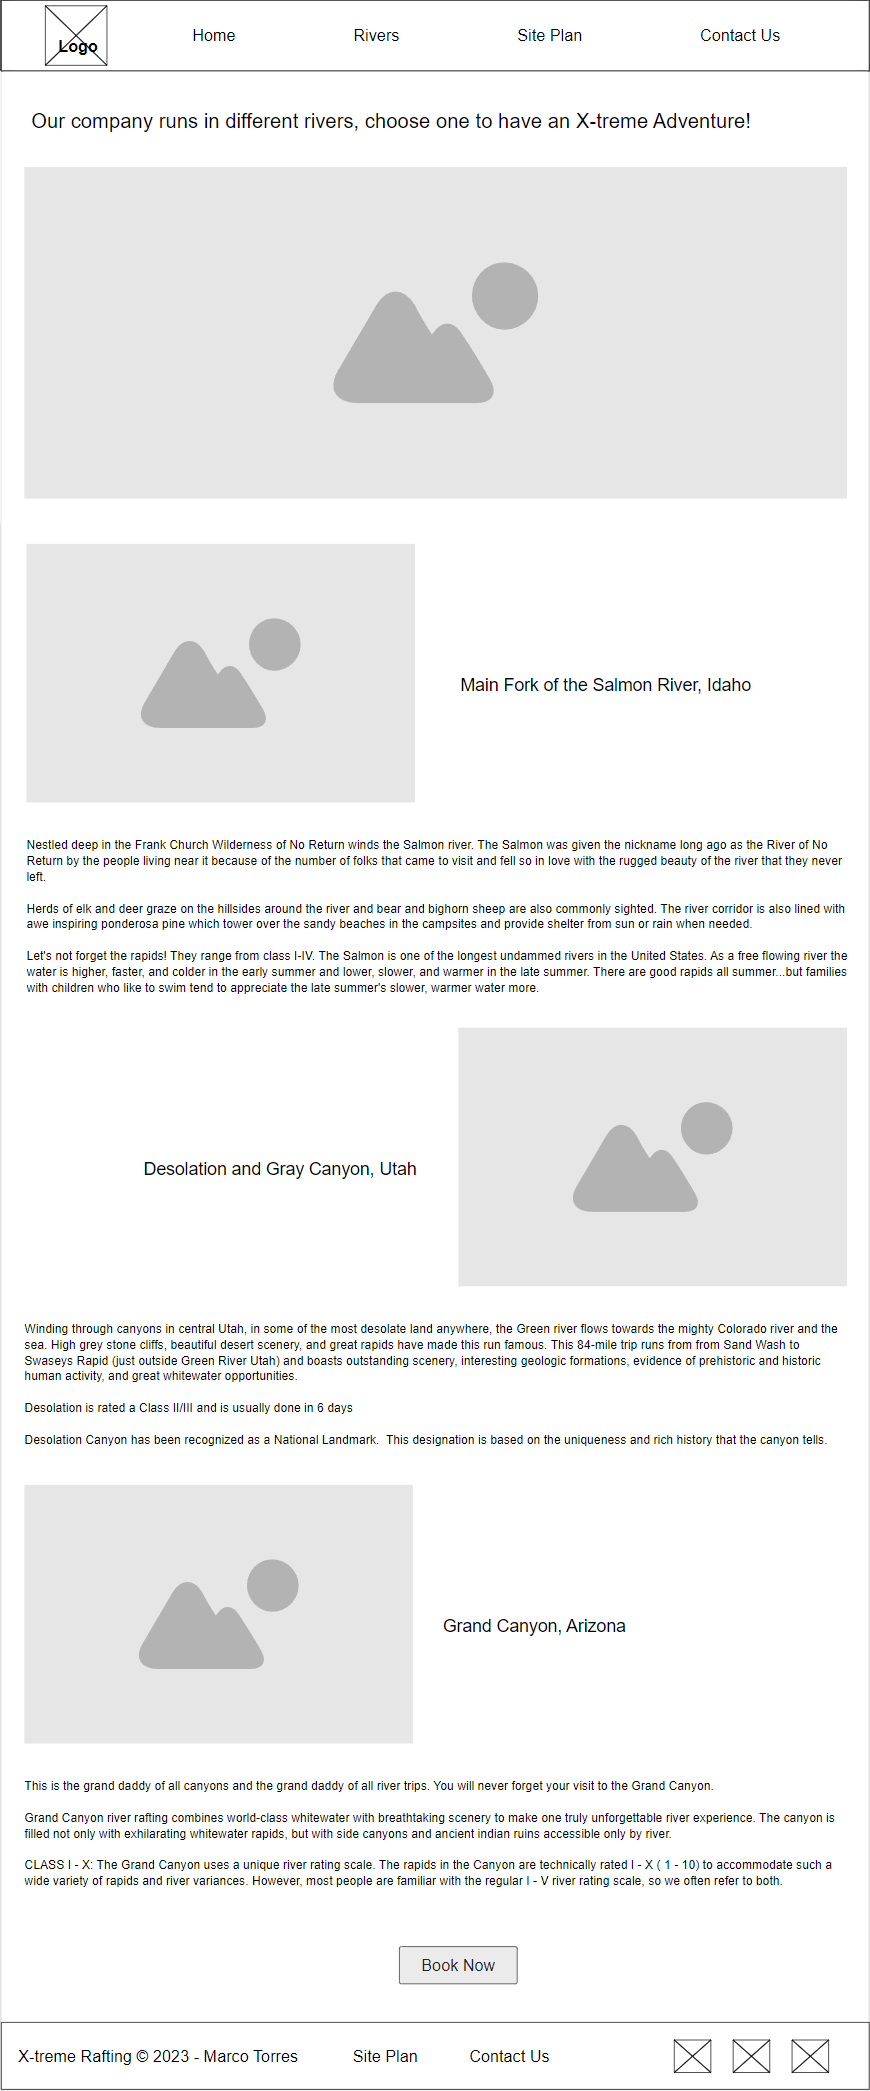 Logo
Home
Rivers
Site Plan
Contact Us
Our company runs in different rivers, choose one to have an X-treme Adventure!
Main Fork of the Salmon River, Idaho
Nestled deep in the Frank Church Wilderness of No Return winds the Salmon river. The Salmon was given the nickname long ago as the River of No
Return by the people living near it because of the number of folks that came to visit and fell so in love with the rugged beauty of the river that they never
left.
Herds of elk and deer graze on the hillsides around the river and bear and bighorn sheep are also commonly sighted. The river corridor is also lined with
awe inspiring ponderosa pine which tower over the sandy beaches in the campsites and provide shelter from sun or rain when needed.
Let's not forget the rapids! They range from class I-IV. The Salmon is one of the longest undammed rivers in the United States. As a free flowing river the
water is higher, faster, and colder in the early summer and lower, slower, and warmer in the late summer. There are good rapids all summer...but families
with children who like to swim tend to appreciate the late summer's slower, warmer water more.
Desolation and Gray Canyon, Utah
Winding through canyons in central Utah, in some of the most desolate land anywhere, the Green river flows towards the mighty Colorado river and the
sea. High grey stone cliffs, beautiful desert scenery, and great rapids have made this run famous. This 84-mile trip runs from from Sand Wash to
Swaseys Rapid (just outside Green River Utah) and boasts outstanding scenery, interesting geologic formations, evidence of prehistoric and historic
human activity, and great whitewater opportunities.
Desolation is rated a Class II/III and is usually done in 6 days
Desolation Canyon has been recognized as a National Landmark.  This designation is based on the uniqueness and rich history that the canyon tells.
Grand Canyon, Arizona
This is the grand daddy of all canyons and the grand daddy of all river trips. You will never forget your visit to the Grand Canyon.
Grand Canyon river rafting combines world-class whitewater with breathtaking scenery to make one truly unforgettable river experience. The canyon is
filled not only with exhilarating whitewater rapids, but with side canyons and ancient indian ruins accessible only by river.
CLASS I - X: The Grand Canyon uses a unique river rating scale. The rapids in the Canyon are technically rated I - X ( 1 - 10) to accommodate such a
wide variety of rapids and river variances. However, most people are familiar with the regular I - V river rating scale, so we often refer to both.
Book Now
X-treme Rafting © 2023 - Marco Torres
Site Plan
Contact Us